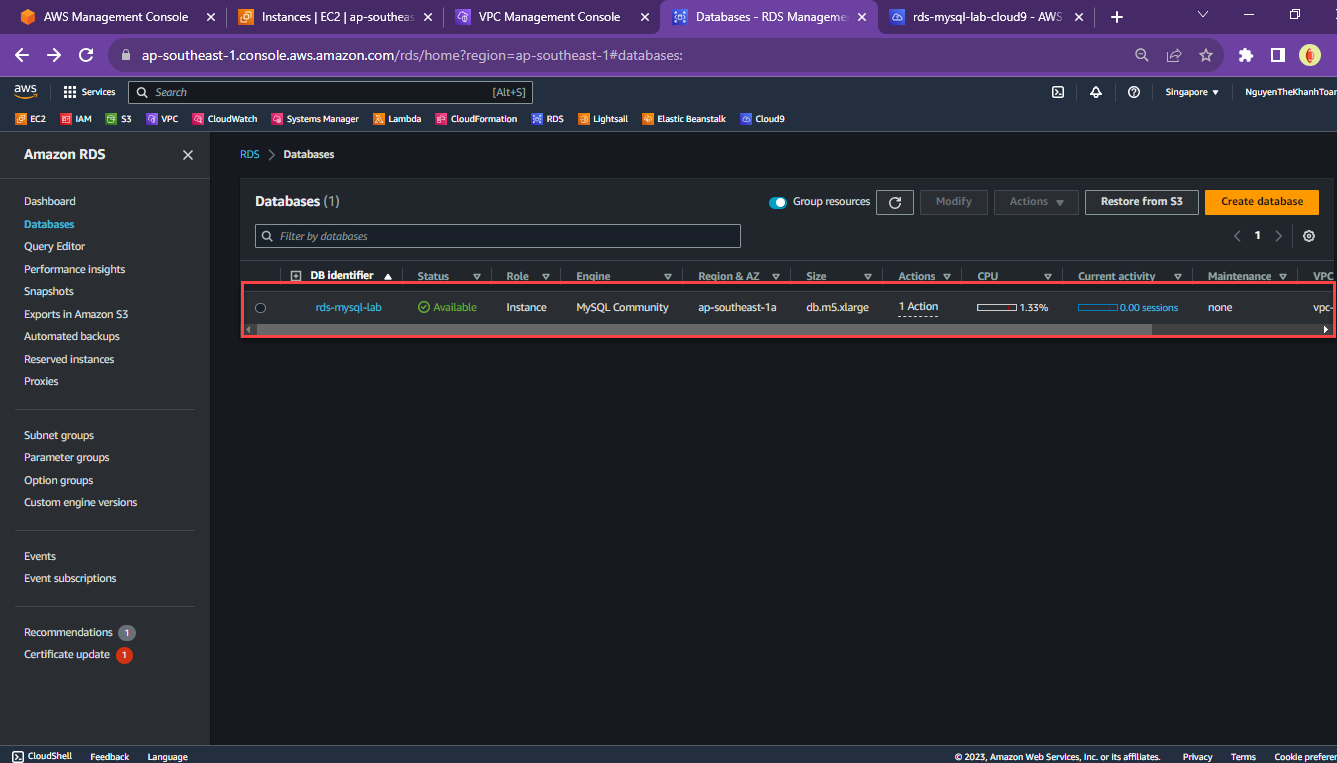 AWS Management Console
Instances | EC2 | ap-southeas
VPC Management Console
Databases - RDS Manageme
rds-mysql-lab-cloud9 - AWS
ap-southeast-1.console.aws.amazon.com/rds/home?region=ap-southeast-1#databases:
aws Services Search [Alt+S] Singapore NguyenTheKhanhToan
EC2 IAM S3 VPC CloudWatch Systems Manager Lambda CloudFormation RDS Lightsail Elastic Beanstalk Cloud9
Amazon RDS
Dashboard
Databases
Query Editor
Performance insights
Snapshots
Exports in Amazon S3
Automated backups
Reserved instances
Proxies
Subnet groups
Parameter groups
Option groups
Custom engine versions
Events
Event subscriptions
Recommendations 1
Certificate update 1
RDS > Databases
Databases (1) Group resources Modify Actions Restore from S3 Create database
Filter by databases 1
DB identifier Status Role Engine Region & AZ Size Actions CPU Current activity Maintenance VPC
rds-mysql-lab Available Instance MySQL Community ap-southeast-1a db.m5.xlarge 1 Action 1.33% 0.00 sessions none vpc-
CloudShell Feedback Language © 2023, Amazon Web Services, Inc. or its affiliates. Privacy Terms Cookie preferen